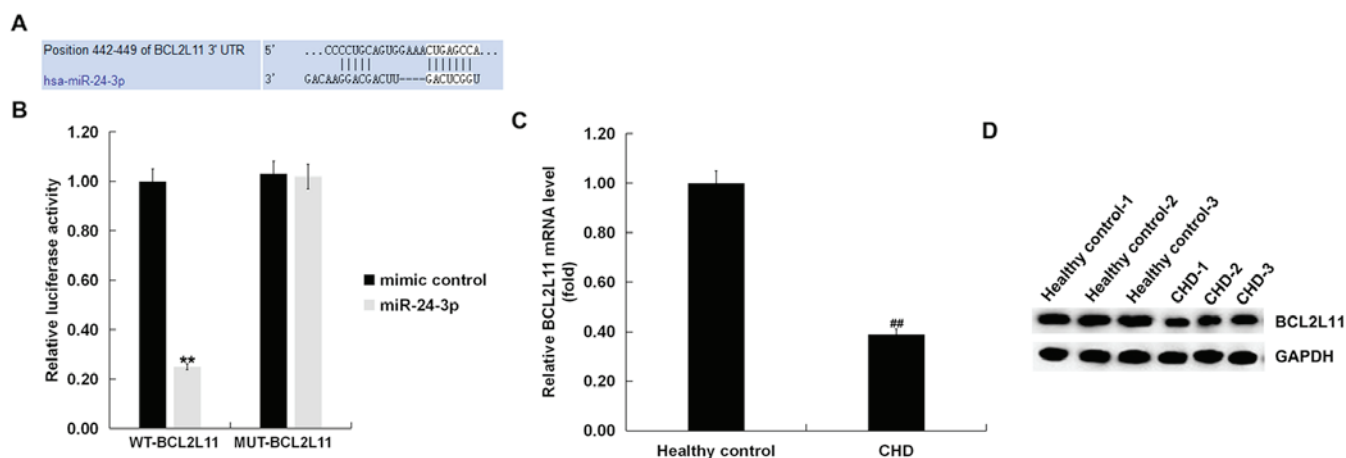 A
Position 442-449 of BCL2L11 3' UTR 5' ...CCCCUGCAGUGGAAACUGAGCCA...
hsa-miR-24-3p 3' GACAAGGACGACUU----GACUCGGU
B
Relative luciferase activity
1.20
1.00
0.80
0.60
0.40
0.20
0.00
**
WT-BCL2L11 MUT-BCL2L11
mimic control
miR-24-3p
C
Relative BCL2L11 mRNA level
(fold)
1.20
1.00
0.80
0.60
0.40
0.20
0.00
##
Healthy control CHD
D
Healthy control-1
Healthy control-2
Healthy control-3
CHD-1
CHD-2
CHD-3
BCL2L11
GAPDH